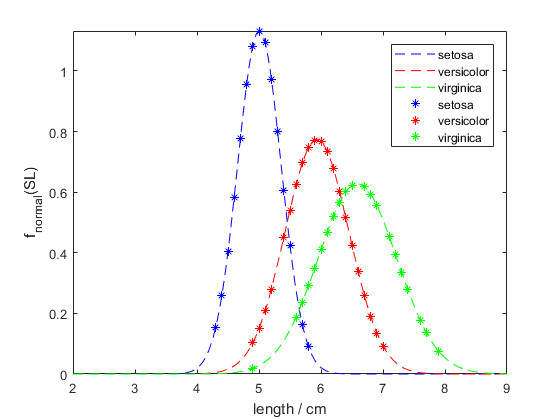 1
0.8
0.6
0.4
0.2
0
f_normal(SL)
setosa
versicolor
virginica
setosa
versicolor
virginica
2 3 4 5 6 7 8 9
length / cm